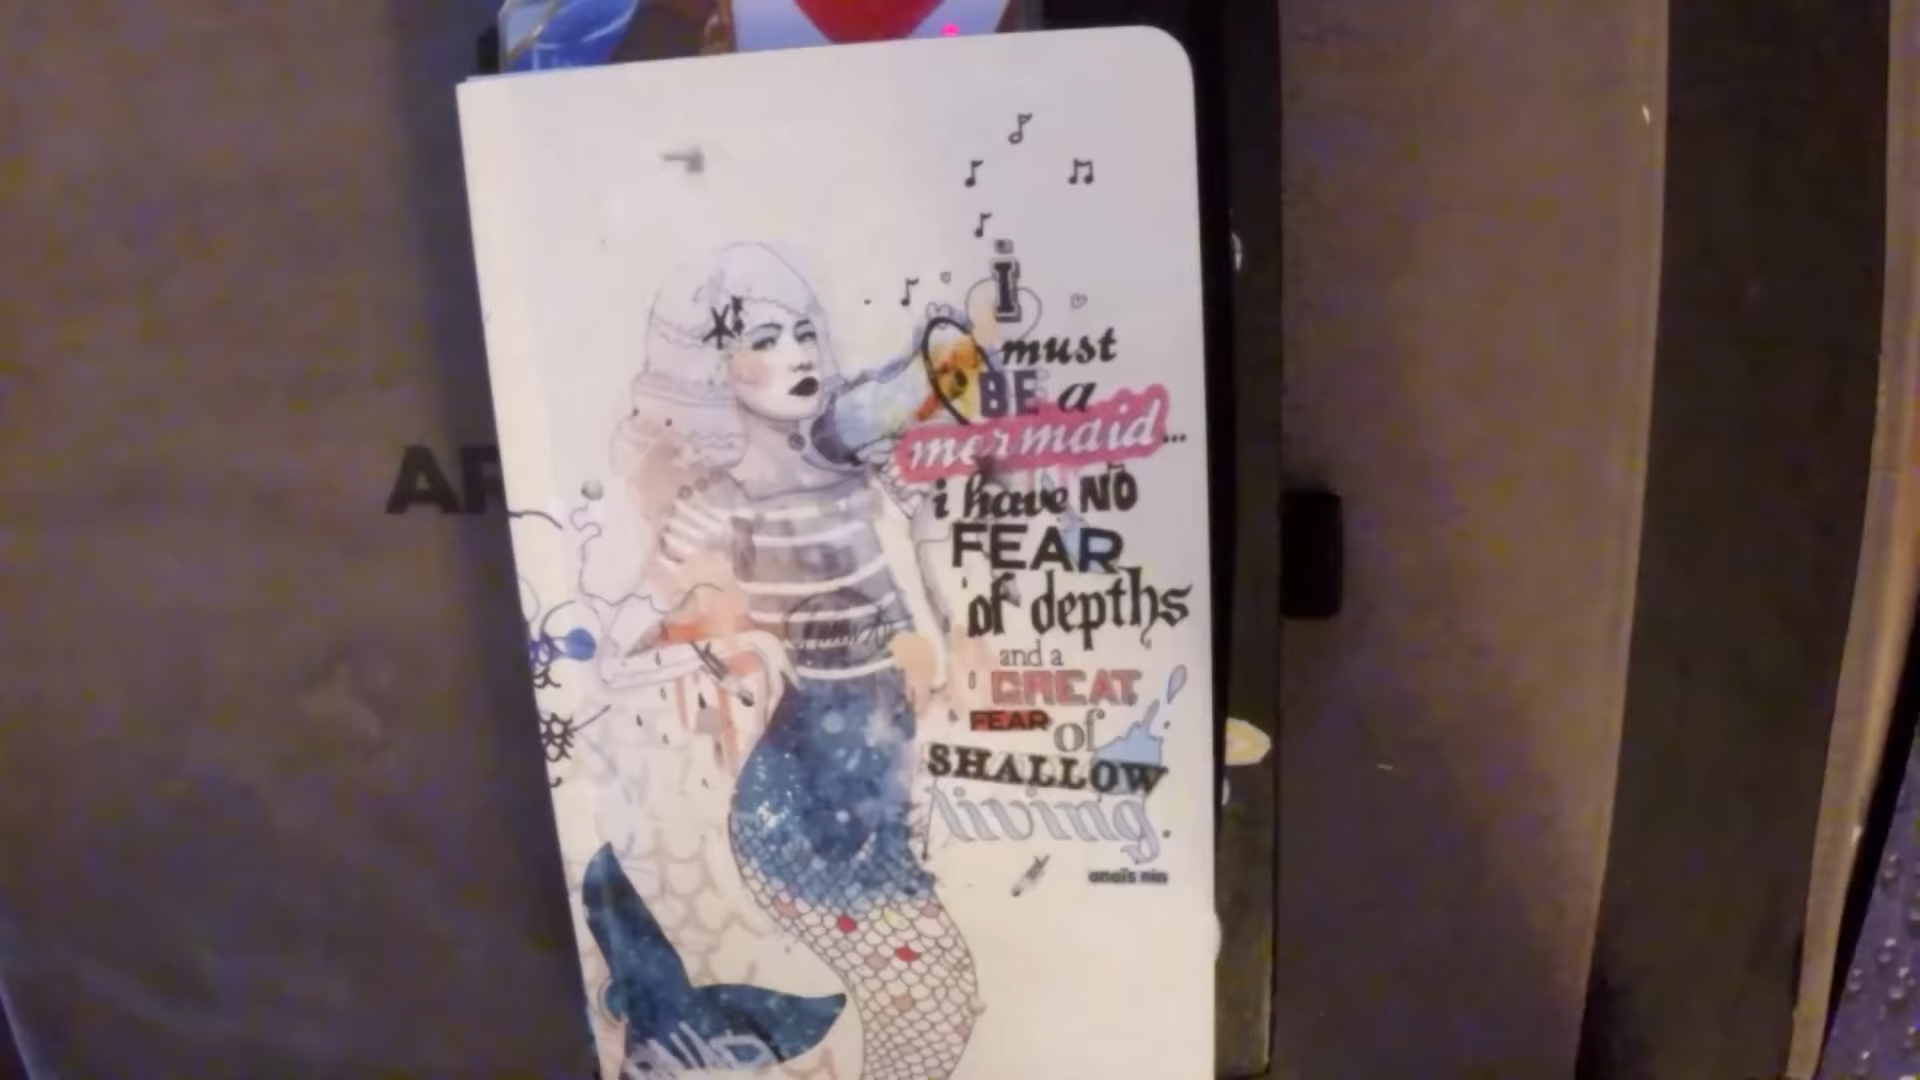 I
must
BE a
mermaid...
i have NO
FEAR
of depths
and a
GREAT
FEAR of
SHALLOW
living.
anaïs nin